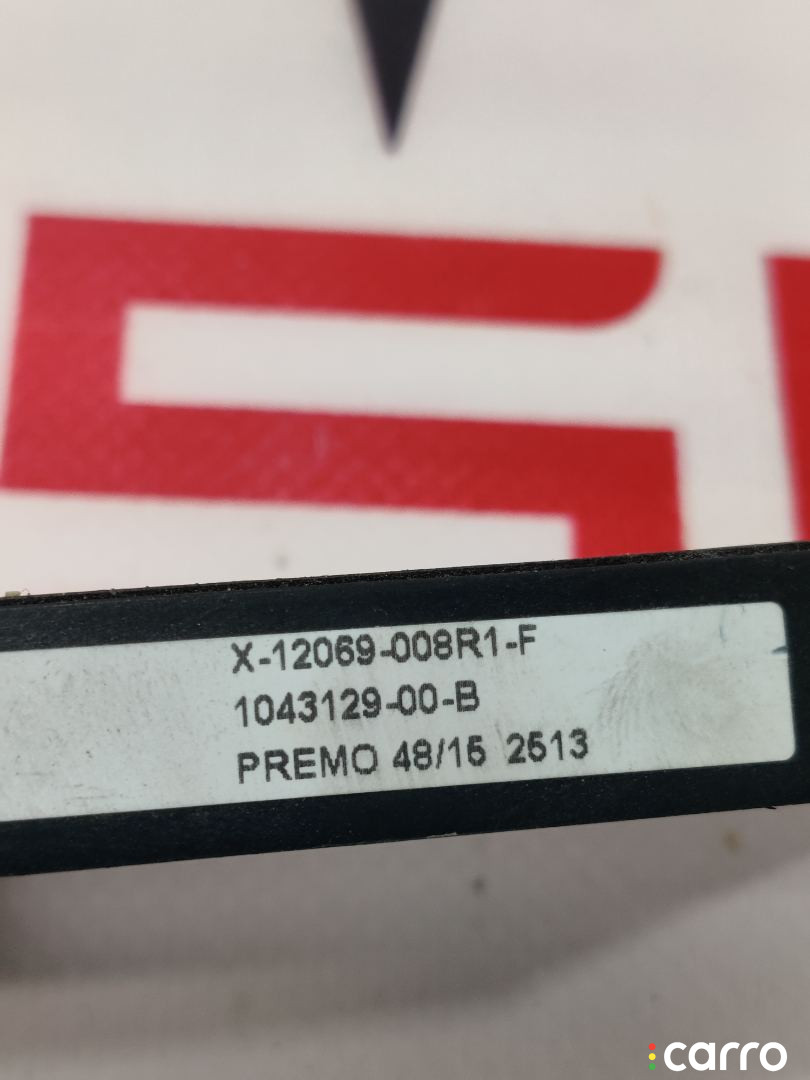 X-12069-008R1-F
1043129-00-B
PREMO 48/15 2513
carro